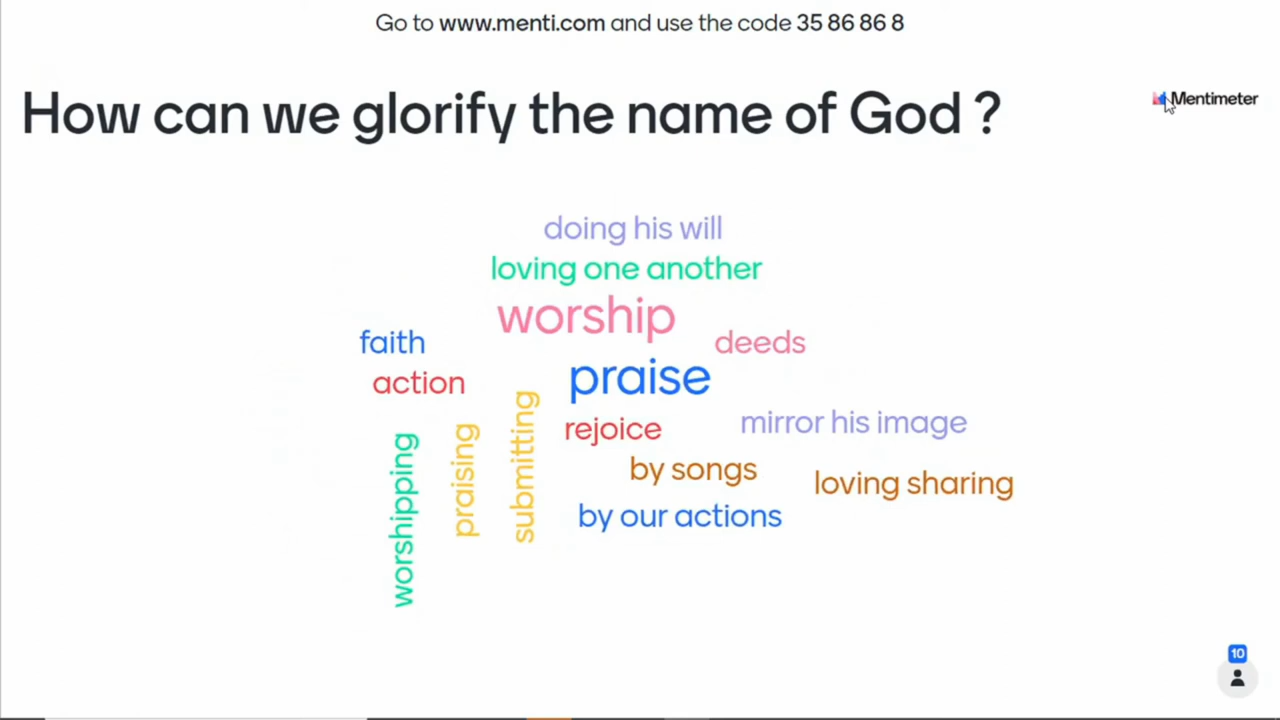 Go to www.menti.com and use the code 35 86 86 8
How can we glorify the name of God ?
Mentimeter
doing his will
loving one another
worship
faith
deeds
action
praise
mirror his image
rejoice
submitting
praising
worshipping
by songs
loving sharing
by our actions
10